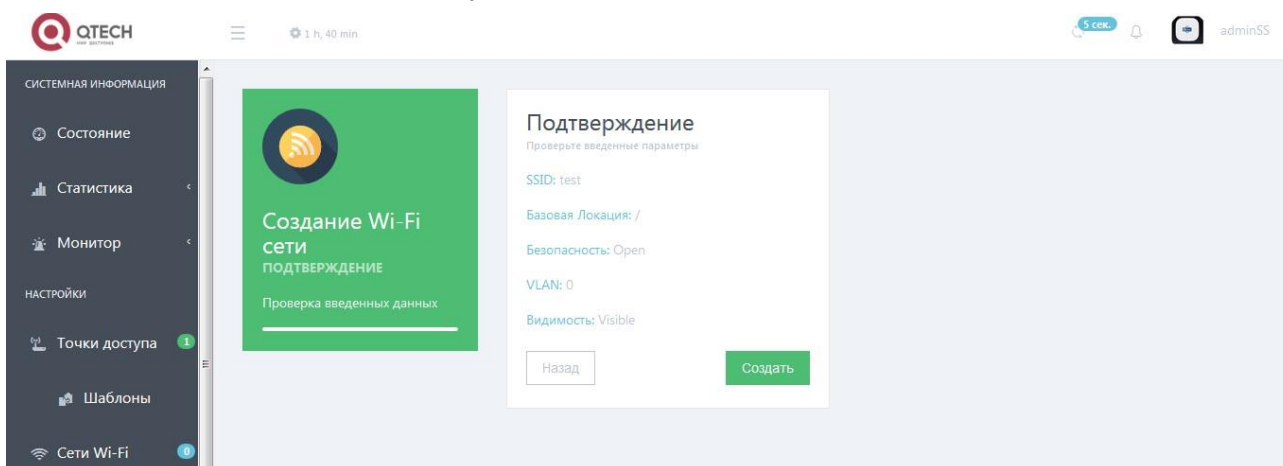 QTECH
1 h, 40 min
5 сек.
adminSS
СИСТЕМНАЯ ИНФОРМАЦИЯ
Состояние
Статистика
Монитор
НАСТРОЙКИ
Точки доступа 1
Шаблоны
Сети Wi-Fi 0
Создание Wi-Fi
сети
ПОДТВЕРЖДЕНИЕ
Проверка введенных данных
Подтверждение
Проверьте введенные параметры
SSID: test
Базовая Локация: /
Безопасность: Open
VLAN: 0
Видимость: Visible
Назад
Создать